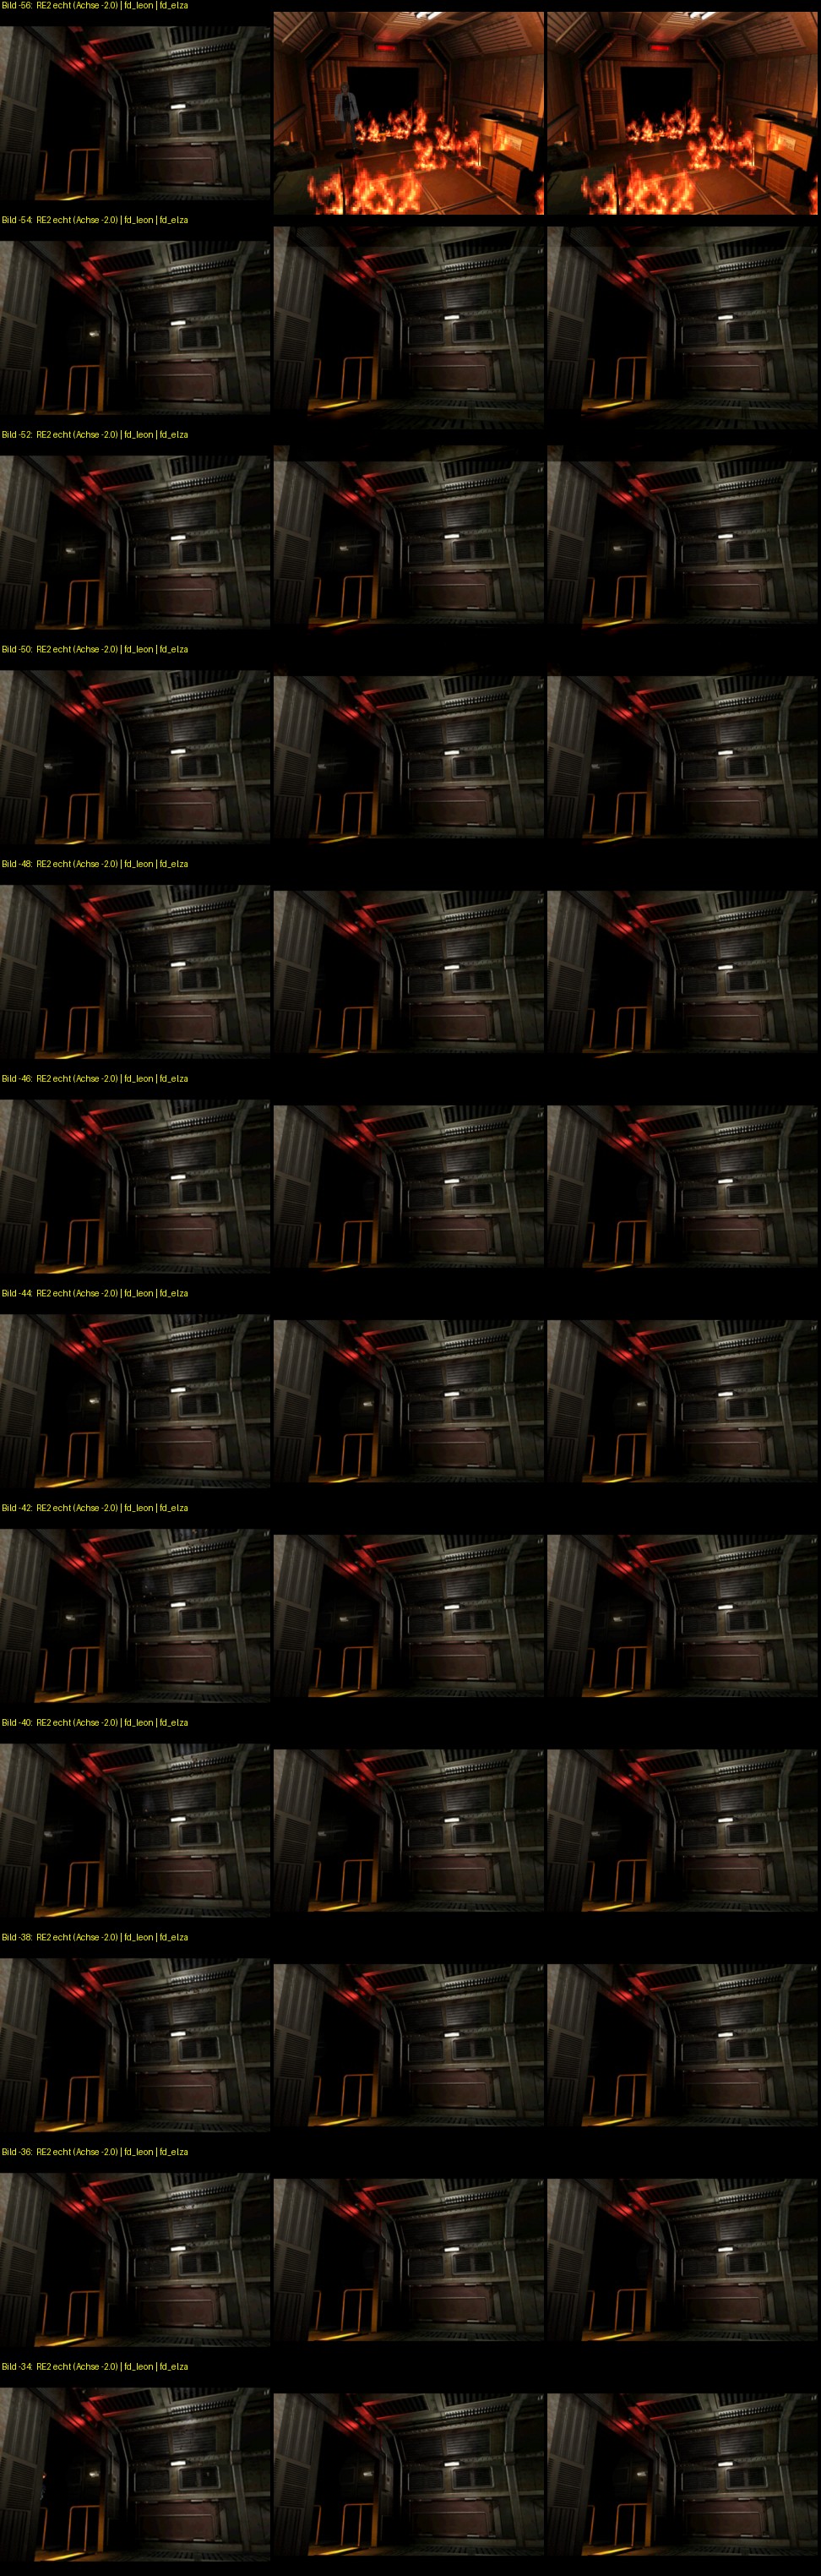 Bild -56: RE2 echt (Achse -2.0) | fd_leon | fd_elza
Bild -54: RE2 echt (Achse -2.0) | fd_leon | fd_elza
Bild -52: RE2 echt (Achse -2.0) | fd_leon | fd_elza
Bild -50: RE2 echt (Achse -2.0) | fd_leon | fd_elza
Bild -48: RE2 echt (Achse -2.0) | fd_leon | fd_elza
Bild -46: RE2 echt (Achse -2.0) | fd_leon | fd_elza
Bild -44: RE2 echt (Achse -2.0) | fd_leon | fd_elza
Bild -42: RE2 echt (Achse -2.0) | fd_leon | fd_elza
Bild -40: RE2 echt (Achse -2.0) | fd_leon | fd_elza
Bild -38: RE2 echt (Achse -2.0) | fd_leon | fd_elza
Bild -36: RE2 echt (Achse -2.0) | fd_leon | fd_elza
Bild -34: RE2 echt (Achse -2.0) | fd_leon | fd_elza